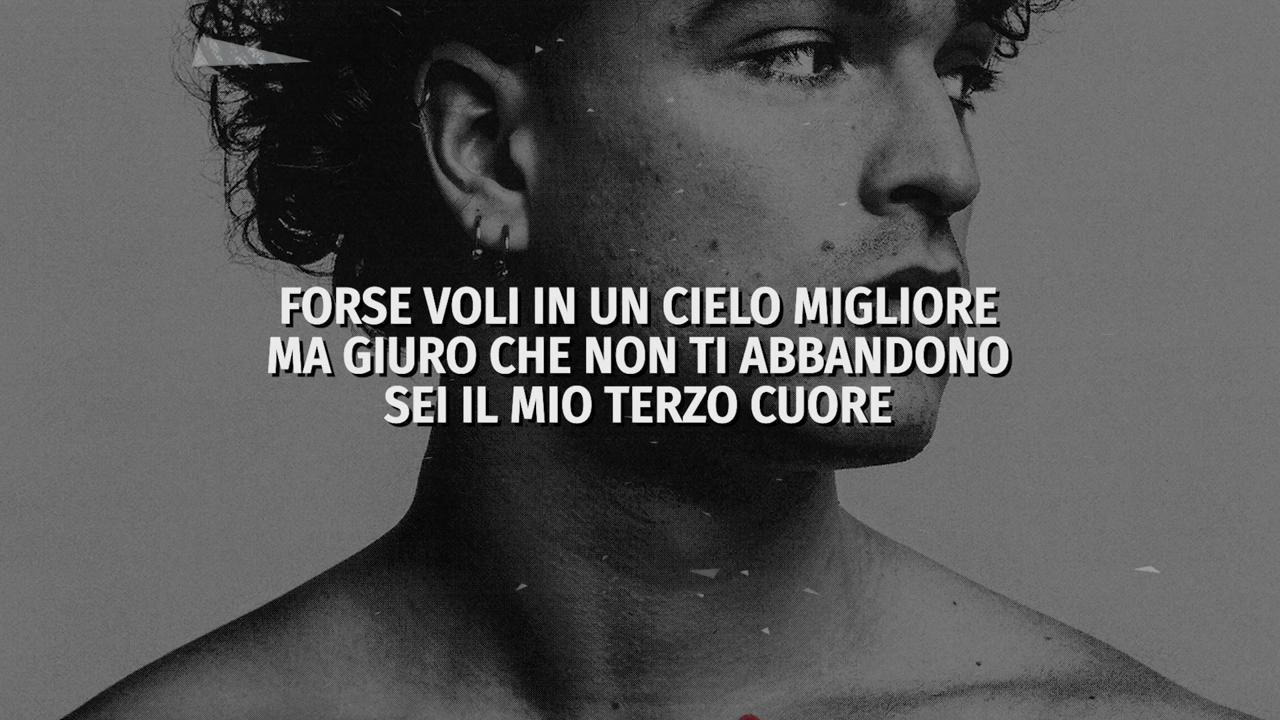 FORSE VOLI IN UN CIELO MIGLIORE
MA GIURO CHE NON TI ABBANDONO
SEI IL MIO TERZO CUORE